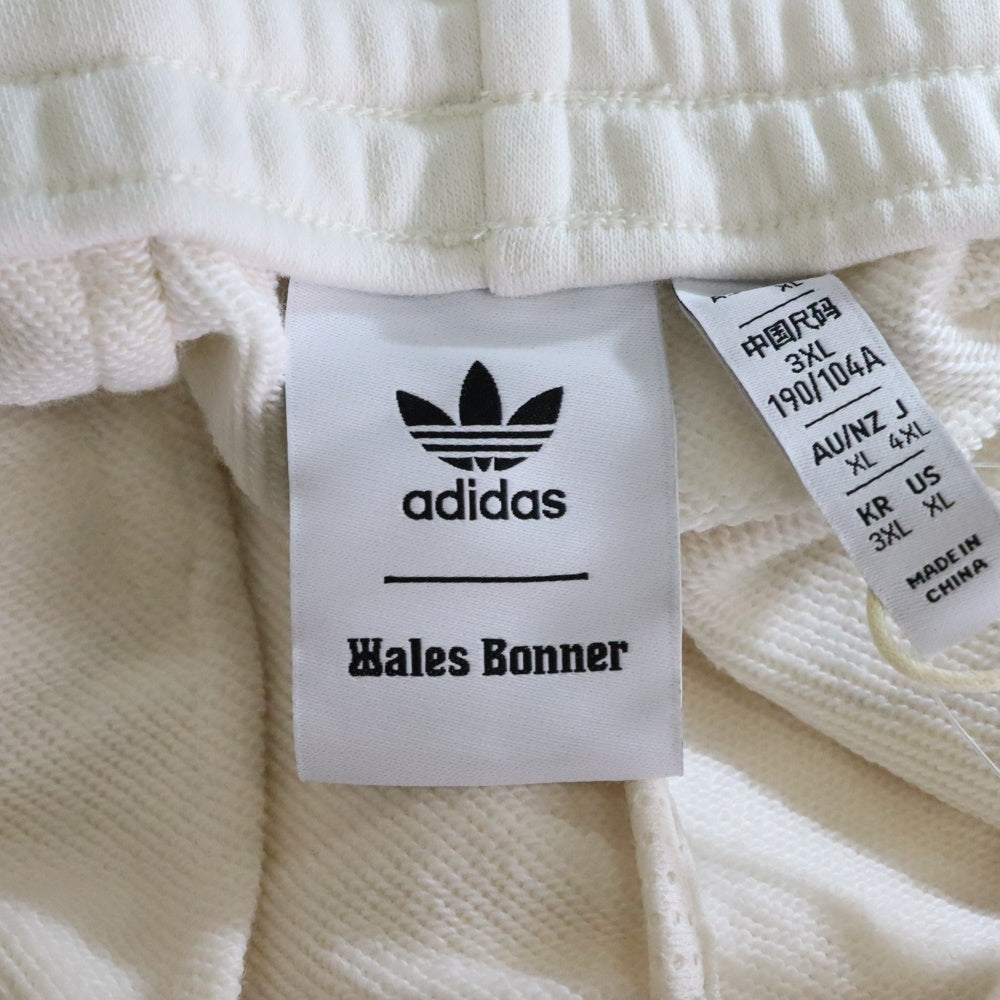 adidas
Wales Bonner
XL
中国尺码
3XL
190/104A
AU/NZ J
XL 4XL
KR US
3XL XL
MADE IN
CHINA